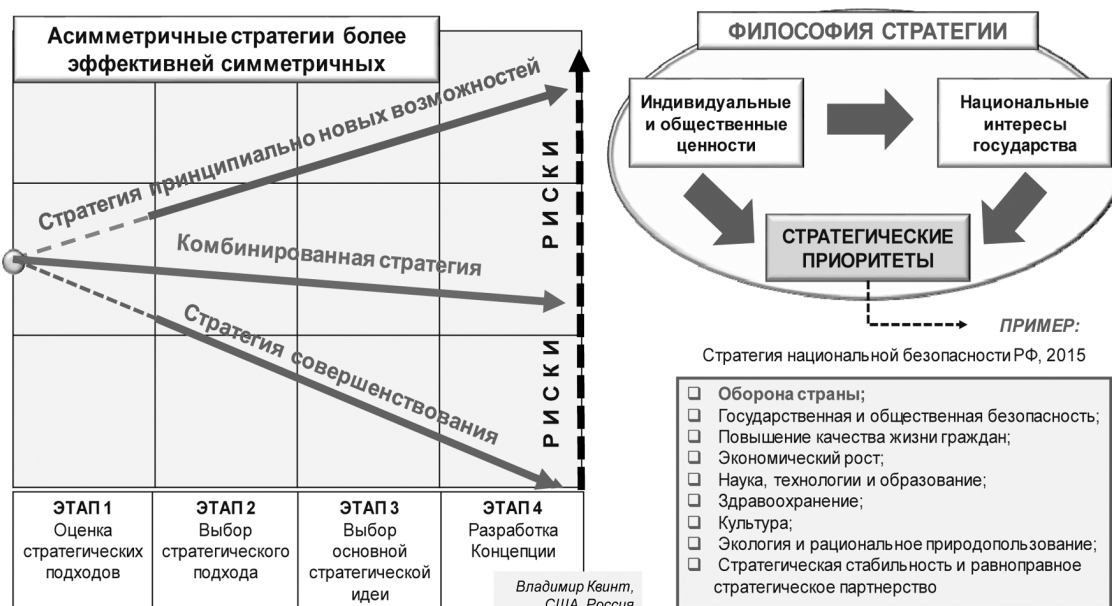 Асимметричные стратегии более
эффективней симметричных
Стратегия принципиально новых возможностей
Комбинированная стратегия
Стратегия совершенствования
РИСКИ
РИСКИ
ЭТАП 1
Оценка
стратегических
подходов
ЭТАП 2
Выбор
стратегического
подхода
ЭТАП 3
Выбор
основной
стратегической
идеи
ЭТАП 4
Разработка
Концепции
Владимир Квинт,
США, Россия
ФИЛОСОФИЯ СТРАТЕГИИ
Индивидуальные
и общественные
ценности
Национальные
интересы
государства
СТРАТЕГИЧЕСКИЕ
ПРИОРИТЕТЫ
ПРИМЕР:
Стратегия национальной безопасности РФ, 2015
Оборона страны;
Государственная и общественная безопасность;
Повышение качества жизни граждан;
Экономический рост;
Наука, технологии и образование;
Здравоохранение;
Культура;
Экология и рациональное природопользование;
Стратегическая стабильность и равноправное
стратегическое партнерство